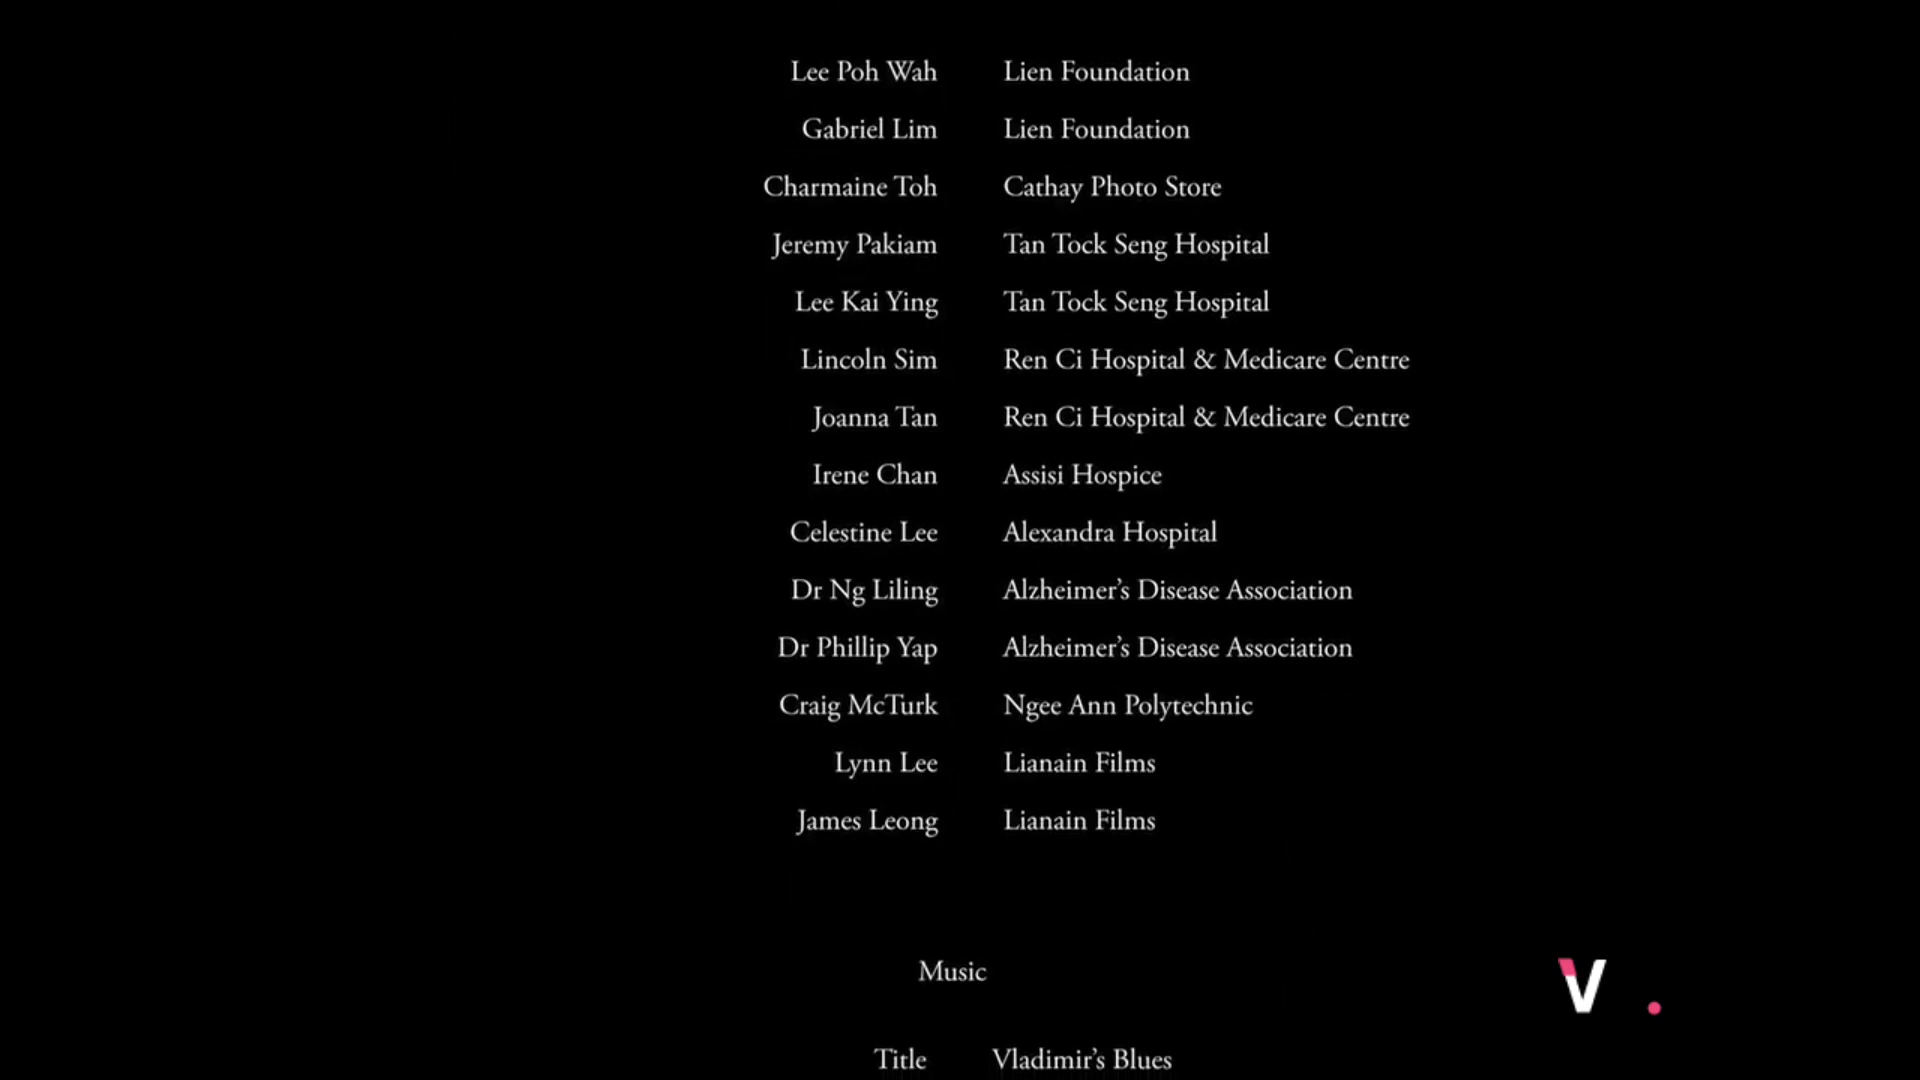 Lee Poh Wah Lien Foundation
Gabriel Lim Lien Foundation
Charmaine Toh Cathay Photo Store
Jeremy Pakiam Tan Tock Seng Hospital
Lee Kai Ying Tan Tock Seng Hospital
Lincoln Sim Ren Ci Hospital & Medicare Centre
Joanna Tan Ren Ci Hospital & Medicare Centre
Irene Chan Assisi Hospice
Celestine Lee Alexandra Hospital
Dr Ng Liling Alzheimer’s Disease Association
Dr Phillip Yap Alzheimer’s Disease Association
Craig McTurk Ngee Ann Polytechnic
Lynn Lee Lianain Films
James Leong Lianain Films
Music
V .
Title Vladimir’s Blues